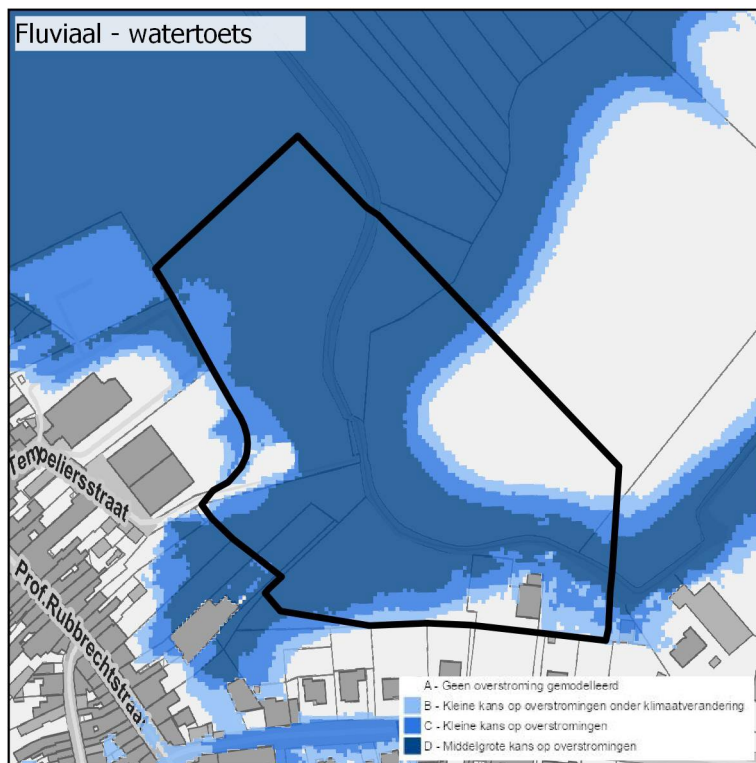 Fluviaal - watertoets
Tempeliersstraat
Prof.Rubbrechtstraat
A - Geen overstroming gemodelleerd
B - Kleine kans op overstromingen onder klimaatverandering
C - Kleine kans op overstromingen
D - Middelgrote kans op overstromingen